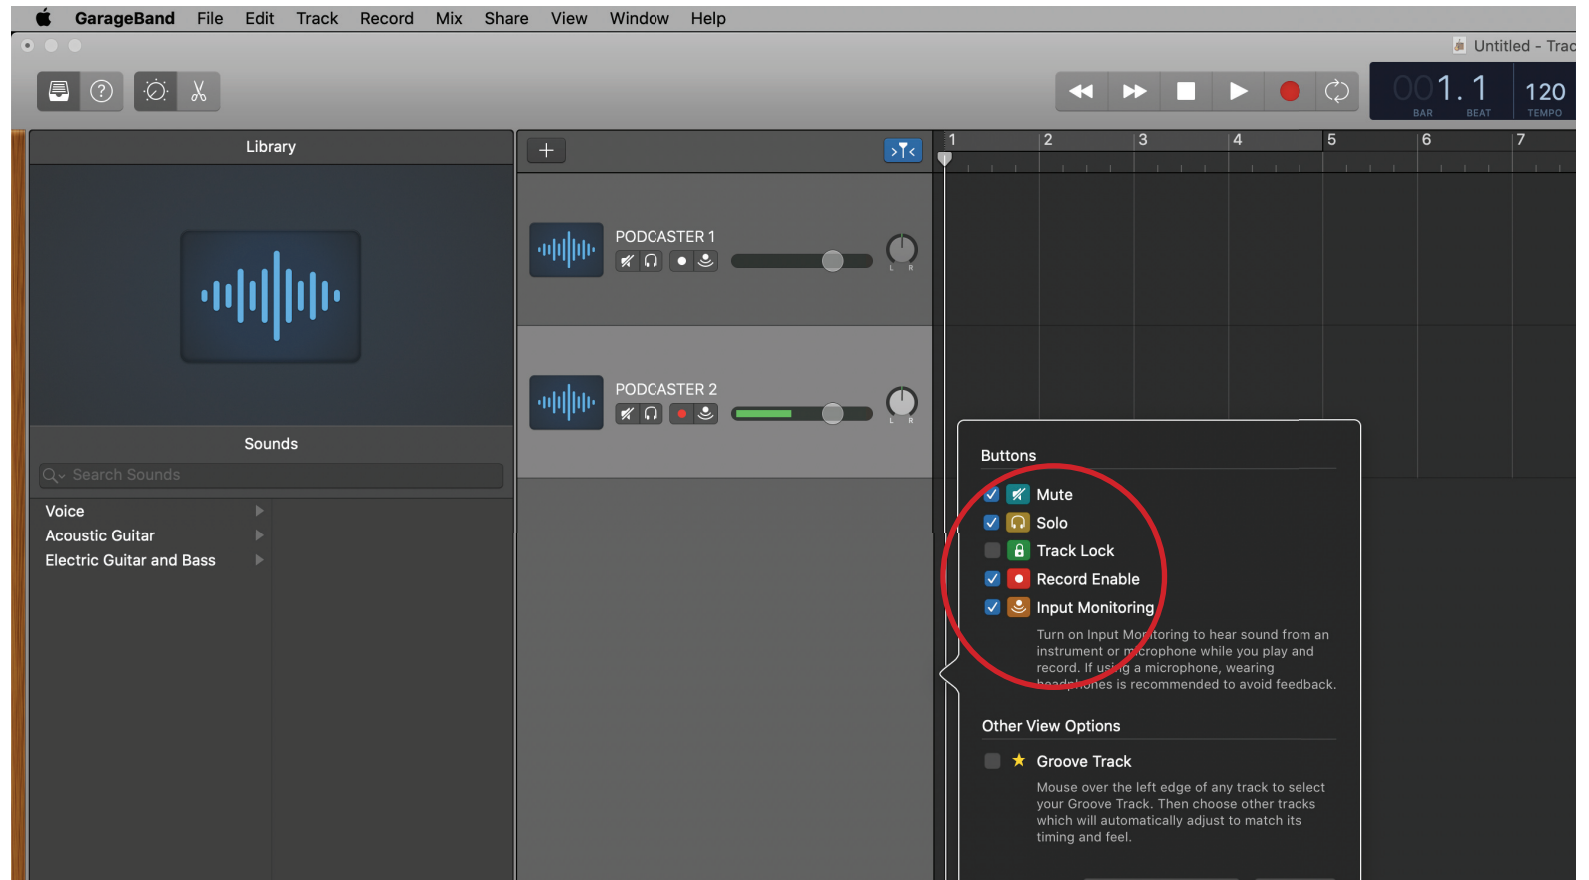 GarageBand File Edit Track Record Mix Share View Window Help
Untitled - Trac
001.1 120
BAR BEAT TEMPO
Library
1 2 3 4 5 6 7
PODCASTER 1
L R
PODCASTER 2
L R
Sounds
Search Sounds
Voice
Acoustic Guitar
Electric Guitar and Bass
Buttons
Mute
Solo
Track Lock
Record Enable
Input Monitoring
Turn on Input Monitoring to hear sound from an
instrument or microphone while you play and
record. If using a microphone, wearing
headphones is recommended to avoid feedback.
Other View Options
Groove Track
Mouse over the left edge of any track to select
your Groove Track. Then choose other tracks
which will automatically adjust to match its
timing and feel.